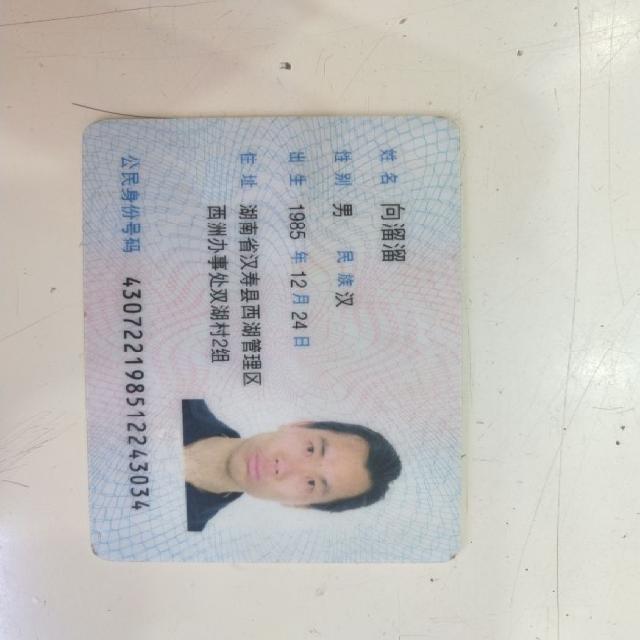 姓名 向涵溜
性别 男 民族 汉
出生 1985 年 12 月 24 日
住址 湖南省汉寿县西湖管理区
西洲办事处双湖村2组
公民身份号码 430722198512243034